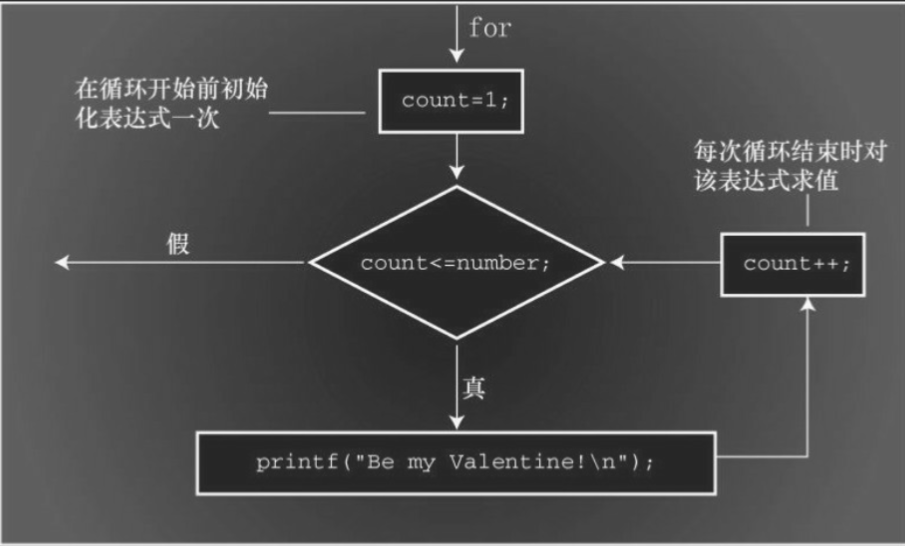 for
在循环开始前初始
化表达式一次
count=1;
每次循环结束时对
该表达式求值
假
count<=number;
count++;
真
printf("Be my Valentine!\n");